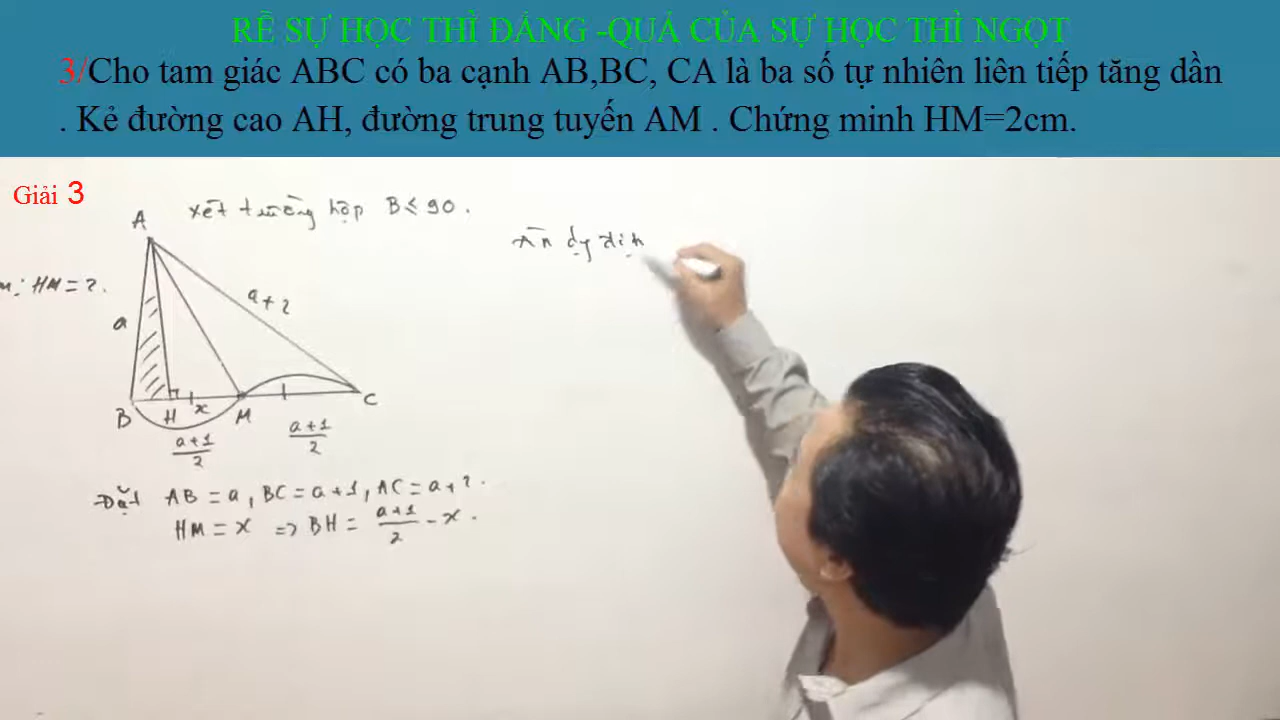 RỄ SỰ HỌC THÌ ĐẮNG -QUẢ CỦA SỰ HỌC THÌ NGỌT
3/Cho tam giác ABC có ba cạnh AB,BC, CA là ba số tự nhiên liên tiếp tăng dần
. Kẻ đường cao AH, đường trung tuyến AM . Chứng minh HM=2cm.
Giải 3
xét trường hợp B ≤ 90 .
Áp dụng định
A
HM = ?
a
a+2
B H x M C
a+1/2
a+1/2
Đặt AB = a , BC = a+1 , AC = a+2 .
HM = x => BH = a+1/2 - x .